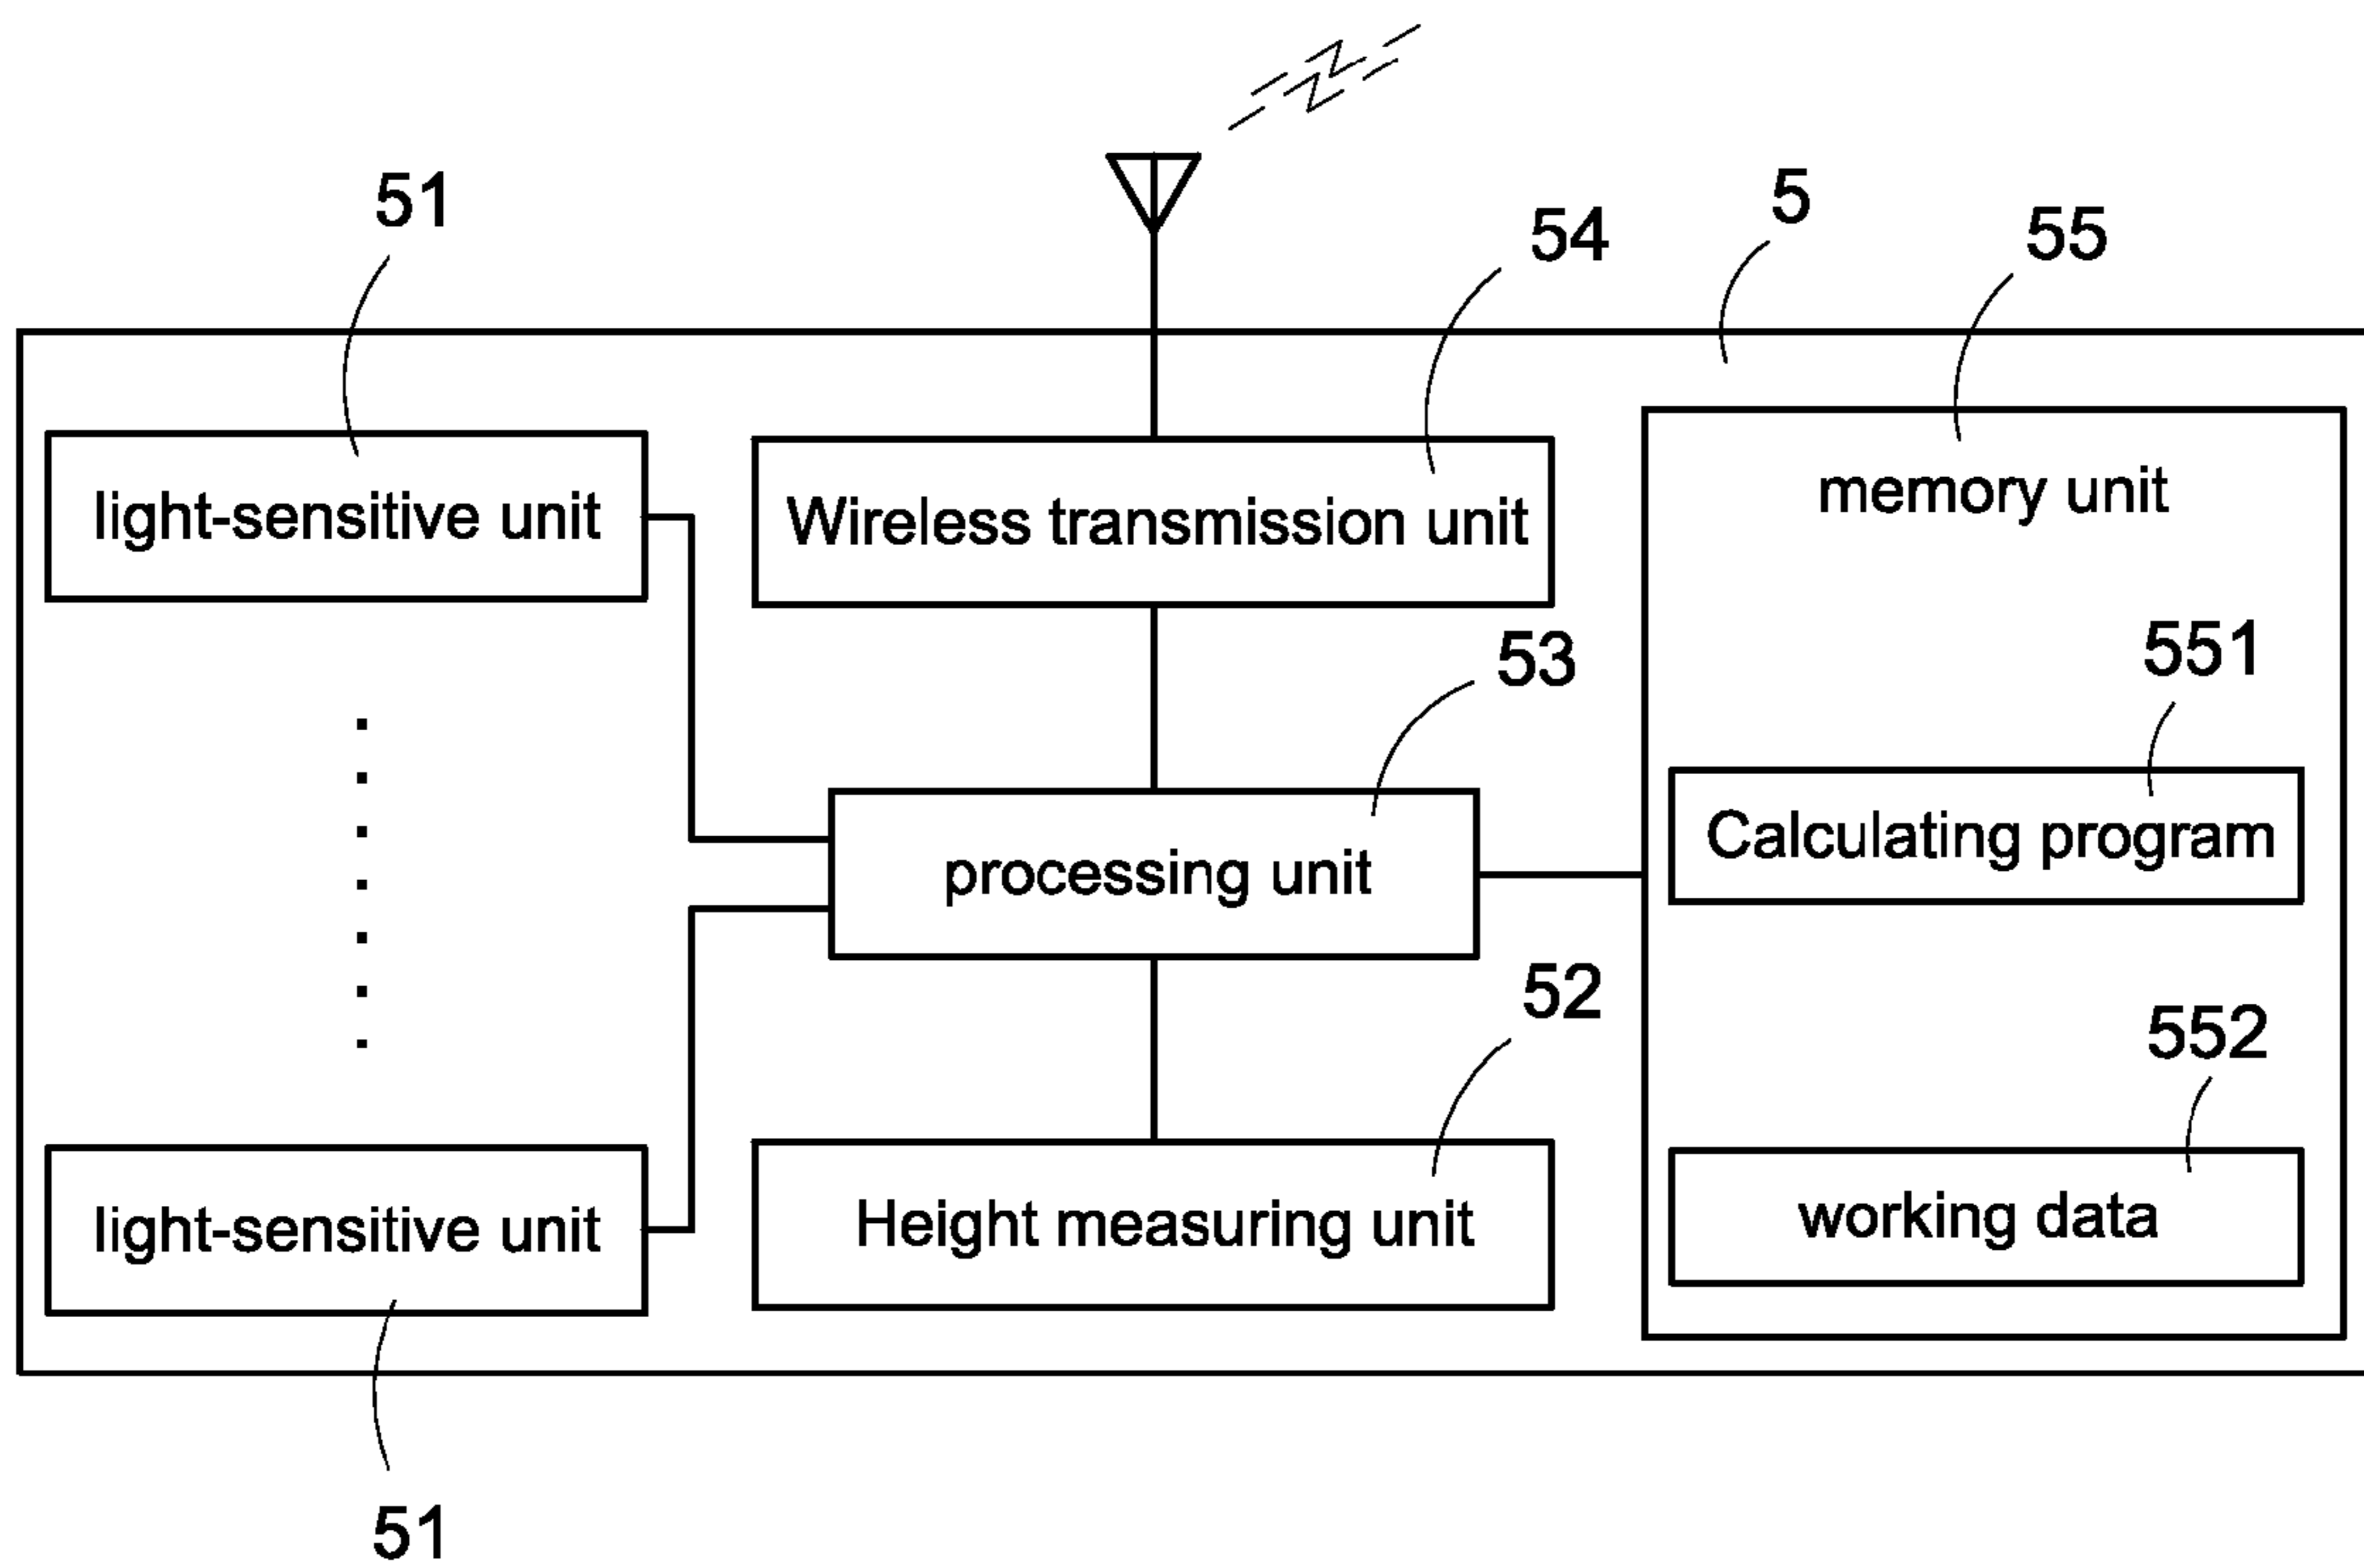 51
54
5
55
light-sensitive unit
Wireless transmission unit
memory unit
53
551
processing unit
Calculating program
52
552
light-sensitive unit
Height measuring unit
working data
51